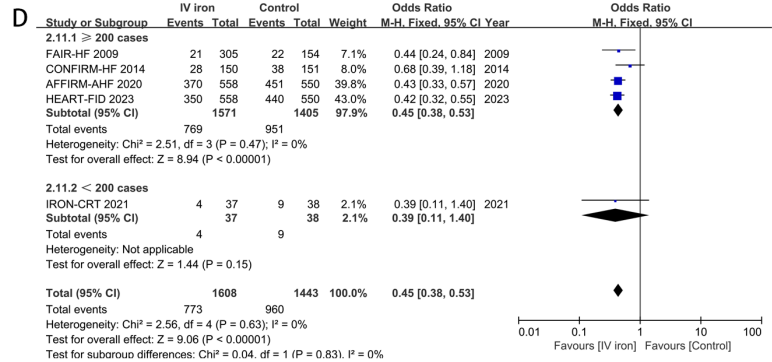 D
IV iron Control Odds Ratio Odds Ratio
Study or Subgroup Events Total Events Total Weight M-H. Fixed. 95% CI Year M-H. Fixed. 95% CI
2.11.1 ≥ 200 cases
FAIR-HF 2009 21 305 22 154 7.1% 0.44 [0.24, 0.84] 2009
CONFIRM-HF 2014 28 150 38 151 8.0% 0.68 [0.39, 1.18] 2014
AFFIRM-AHF 2020 370 558 451 550 39.8% 0.43 [0.33, 0.57] 2020
HEART-FID 2023 350 558 440 550 43.0% 0.42 [0.32, 0.55] 2023
Subtotal (95% CI) 1571 1405 97.9% 0.45 [0.38, 0.53]
Total events 769 951
Heterogeneity: Chi² = 2.51, df = 3 (P = 0.47); I² = 0%
Test for overall effect: Z = 8.94 (P < 0.00001)
2.11.2 < 200 cases
IRON-CRT 2021 4 37 9 38 2.1% 0.39 [0.11, 1.40] 2021
Subtotal (95% CI) 37 38 2.1% 0.39 [0.11, 1.40]
Total events 4 9
Heterogeneity: Not applicable
Test for overall effect: Z = 1.44 (P = 0.15)
Total (95% CI) 1608 1443 100.0% 0.45 [0.38, 0.53]
Total events 773 960
Heterogeneity: Chi² = 2.56, df = 4 (P = 0.63); I² = 0%
Test for overall effect: Z = 9.06 (P < 0.00001)
Test for subgroup differences: Chi² = 0.04, df = 1 (P = 0.83), I² = 0%
0.01 0.1 1 10 100
Favours [IV iron] Favours [Control]